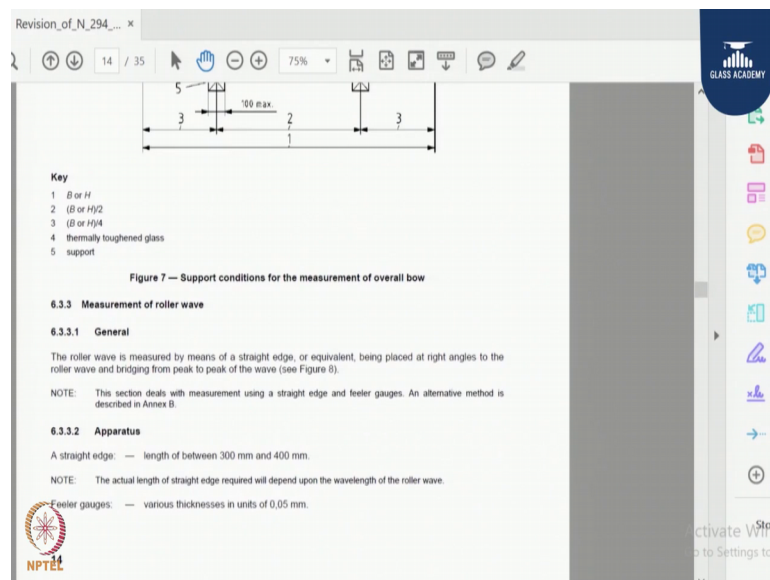 Revision_of_N_294_... ×
14 / 35
75%
GLASS ACADEMY
5
100 max.
3 2 3
1
Key
1 B or H
2 (B or H)/2
3 (B or H)/4
4 thermally toughened glass
5 support
Figure 7 — Support conditions for the measurement of overall bow
6.3.3 Measurement of roller wave
6.3.3.1 General
The roller wave is measured by means of a straight edge, or equivalent, being placed at right angles to the
roller wave and bridging from peak to peak of the wave (see Figure 8).
NOTE: This section deals with measurement using a straight edge and feeler gauges. An alternative method is
described in Annex B.
6.3.3.2 Apparatus
A straight edge: — length of between 300 mm and 400 mm.
NOTE: The actual length of straight edge required will depend upon the wavelength of the roller wave.
Feeler gauges: — various thicknesses in units of 0,05 mm.
14
NPTEL
to Settings to